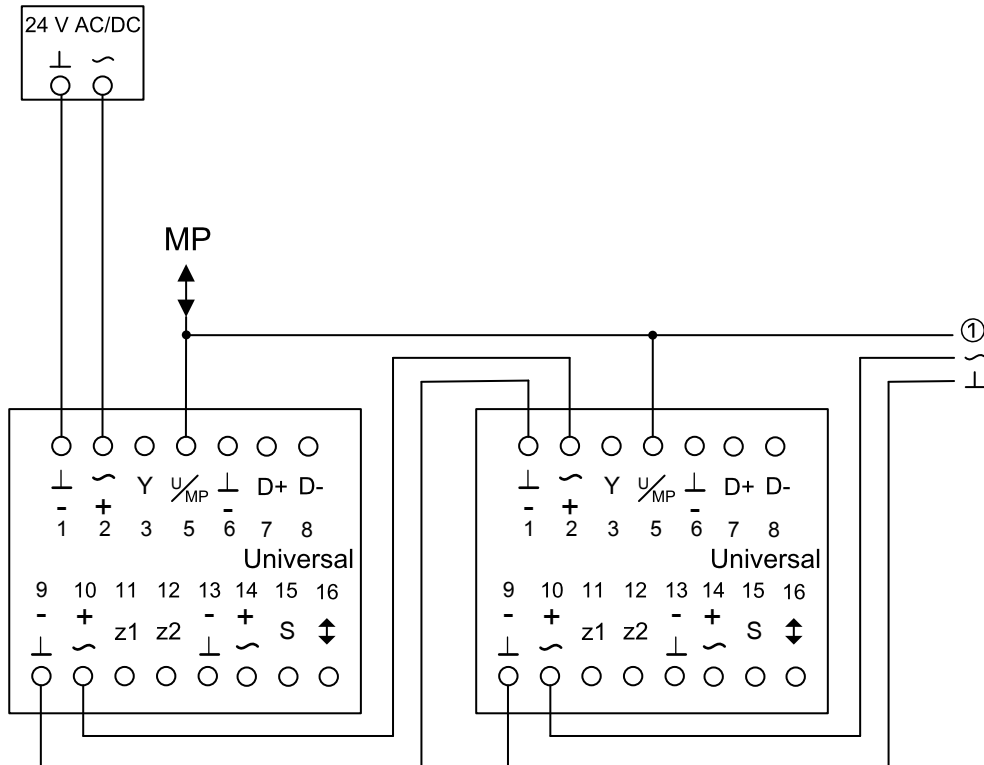 24 V AC/DC
⊥ ~
MP
①
~
⊥
⊥ ~ Y U/MP ⊥ D+ D-
- + -
1 2 3 5 6 7 8
Universal
9 10 11 12 13 14 15 16
- + z1 z2 - + S ↕
⊥ ~ ⊥ ~
⊥ ~ Y U/MP ⊥ D+ D-
- + -
1 2 3 5 6 7 8
Universal
9 10 11 12 13 14 15 16
- + z1 z2 - + S ↕
⊥ ~ ⊥ ~